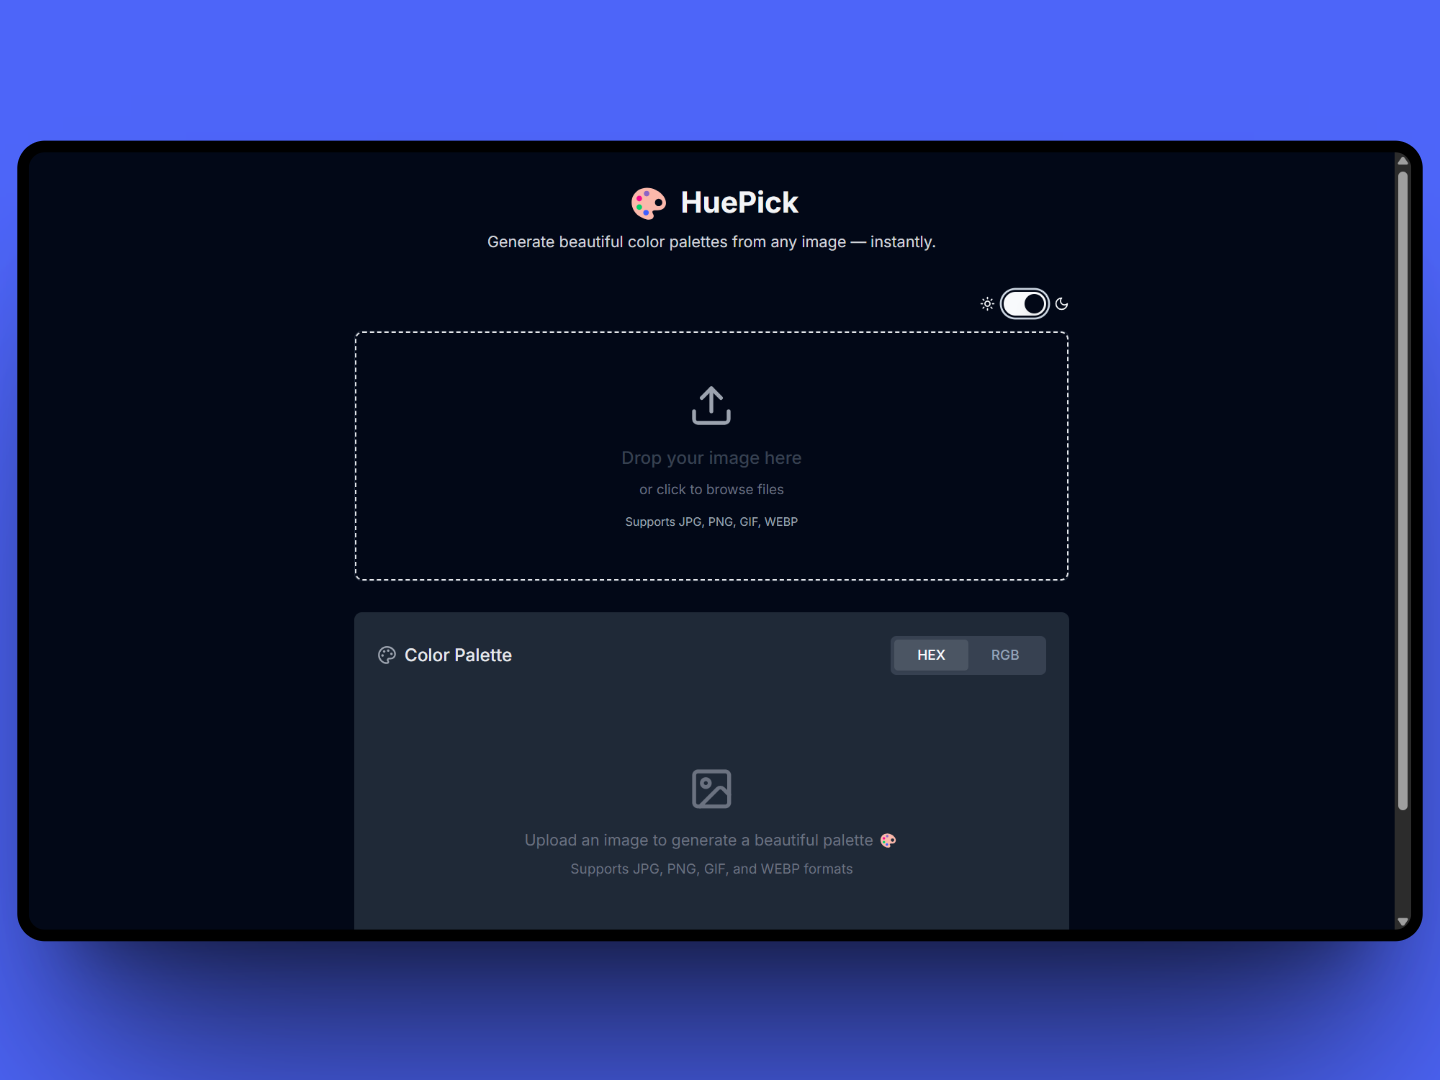 HuePick
Generate beautiful color palettes from any image — instantly.
Drop your image here
or click to browse files
Supports JPG, PNG, GIF, WEBP
Color Palette
HEX
RGB
Upload an image to generate a beautiful palette 🎨
Supports JPG, PNG, GIF, and WEBP formats